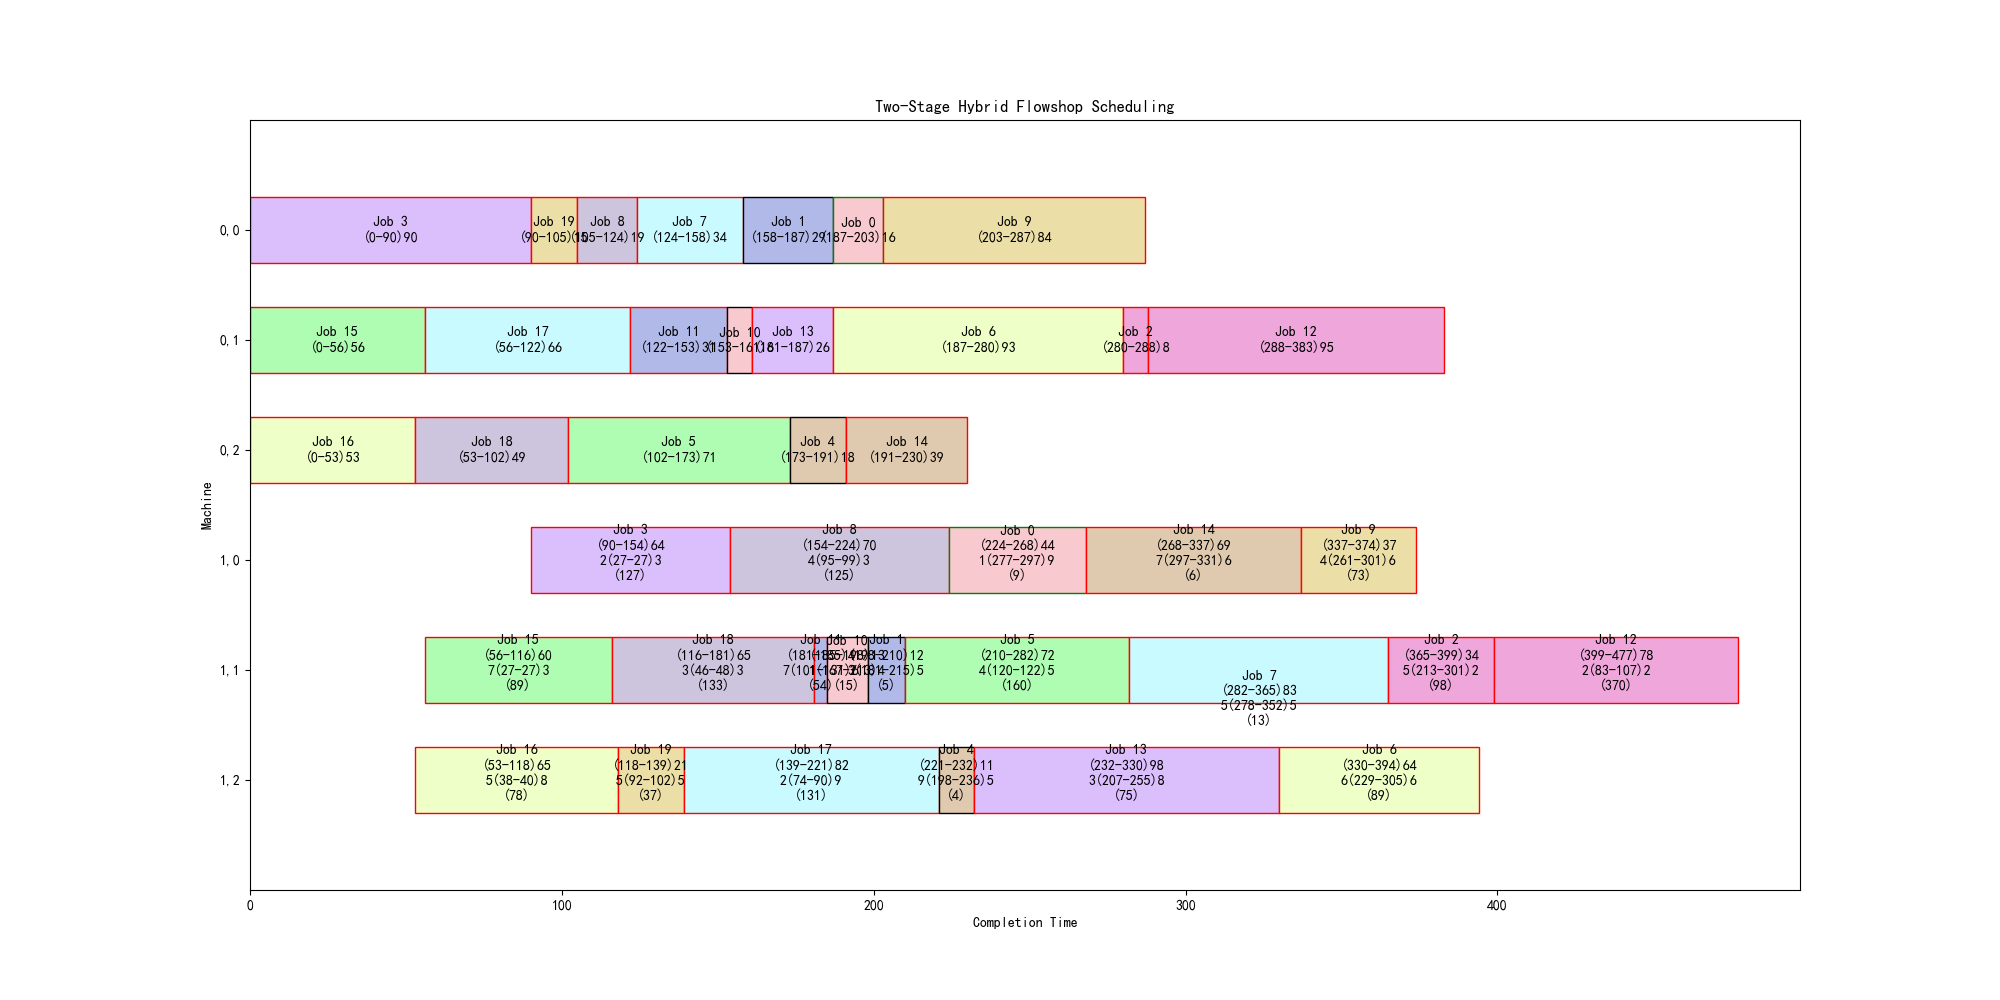 Two-Stage Hybrid Flowshop Scheduling
Machine
0,0
Job 3
(0-90)90
Job 19
(90-105)15
Job 8
(105-124)19
Job 7
(124-158)34
Job 1
(158-187)29
Job 0
(187-203)16
Job 9
(203-287)84
0,1
Job 15
(0-56)56
Job 17
(56-122)66
Job 11
(122-153)31
Job 10
(153-161)8
Job 13
(161-187)26
Job 6
(187-280)93
Job 2
(280-288)8
Job 12
(288-383)95
0,2
Job 16
(0-53)53
Job 18
(53-102)49
Job 5
(102-173)71
Job 4
(173-191)18
Job 14
(191-230)39
1,0
Job 3
(90-154)64
2(27-27)3
(127)
Job 8
(154-224)70
4(95-99)3
(125)
Job 0
(224-268)44
1(277-297)9
(9)
Job 14
(268-337)69
7(297-331)6
(6)
Job 9
(337-374)37
4(261-301)6
(73)
1,1
Job 15
(56-116)60
7(27-27)3
(89)
Job 18
(116-181)65
3(46-48)3
(133)
(54)
Job 10
(15)
Job 1
(198-210)12
(5)
Job 5
(210-282)72
4(120-122)5
(160)
Job 7
(282-365)83
5(278-352)5
(13)
Job 2
(365-399)34
5(213-301)2
(98)
Job 12
(399-477)78
2(83-107)2
(370)
1,2
Job 16
(53-118)65
5(38-40)8
(78)
Job 19
(118-139)21
5(92-102)5
(37)
Job 17
(139-221)82
2(74-90)9
(131)
Job 4
(221-232)11
9(198-236)5
(4)
Job 13
(232-330)98
3(207-255)8
(75)
Job 6
(330-394)64
6(229-305)6
(89)
0
100
200
300
400
Completion Time